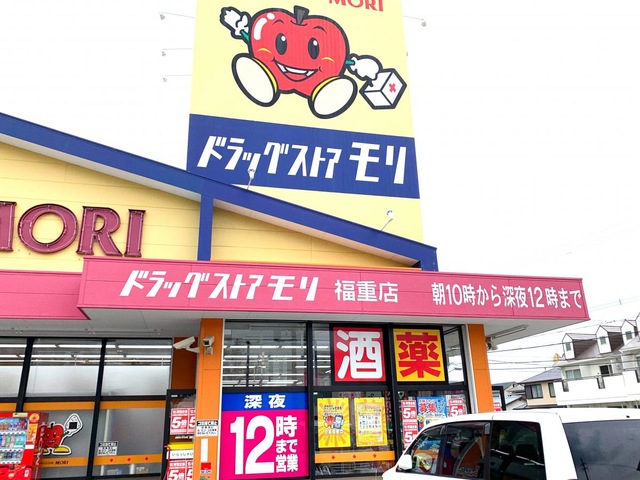 MORI
ドラッグストア モリ
MORI
ドラッグストア モリ 福重店 朝10時から深夜12時まで
酒 薬
深夜
12時まで営業
MORI